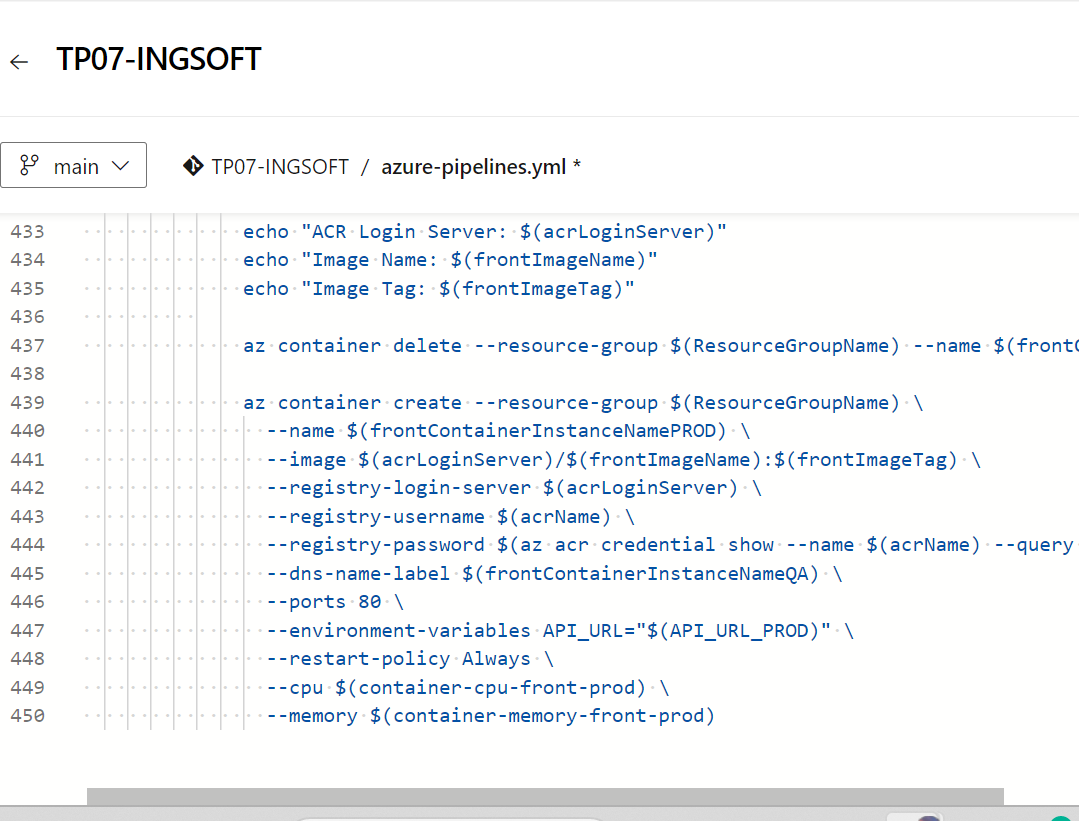 TP07-INGSOFT
main
TP07-INGSOFT / azure-pipelines.yml *
433 echo "ACR Login Server: $(acrLoginServer)"
434 echo "Image Name: $(frontImageName)"
435 echo "Image Tag: $(frontImageTag)"
436
437 az container delete --resource-group $(ResourceGroupName) --name $(front
438
439 az container create --resource-group $(ResourceGroupName) \
440 --name $(frontContainerInstanceNamePROD) \
441 --image $(acrLoginServer)/$(frontImageName):$(frontImageTag) \
442 --registry-login-server $(acrLoginServer) \
443 --registry-username $(acrName) \
444 --registry-password $(az acr credential show --name $(acrName) --query
445 --dns-name-label $(frontContainerInstanceNameQA) \
446 --ports 80 \
447 --environment-variables API_URL="$(API_URL_PROD)" \
448 --restart-policy Always \
449 --cpu $(container-cpu-front-prod) \
450 --memory $(container-memory-front-prod)